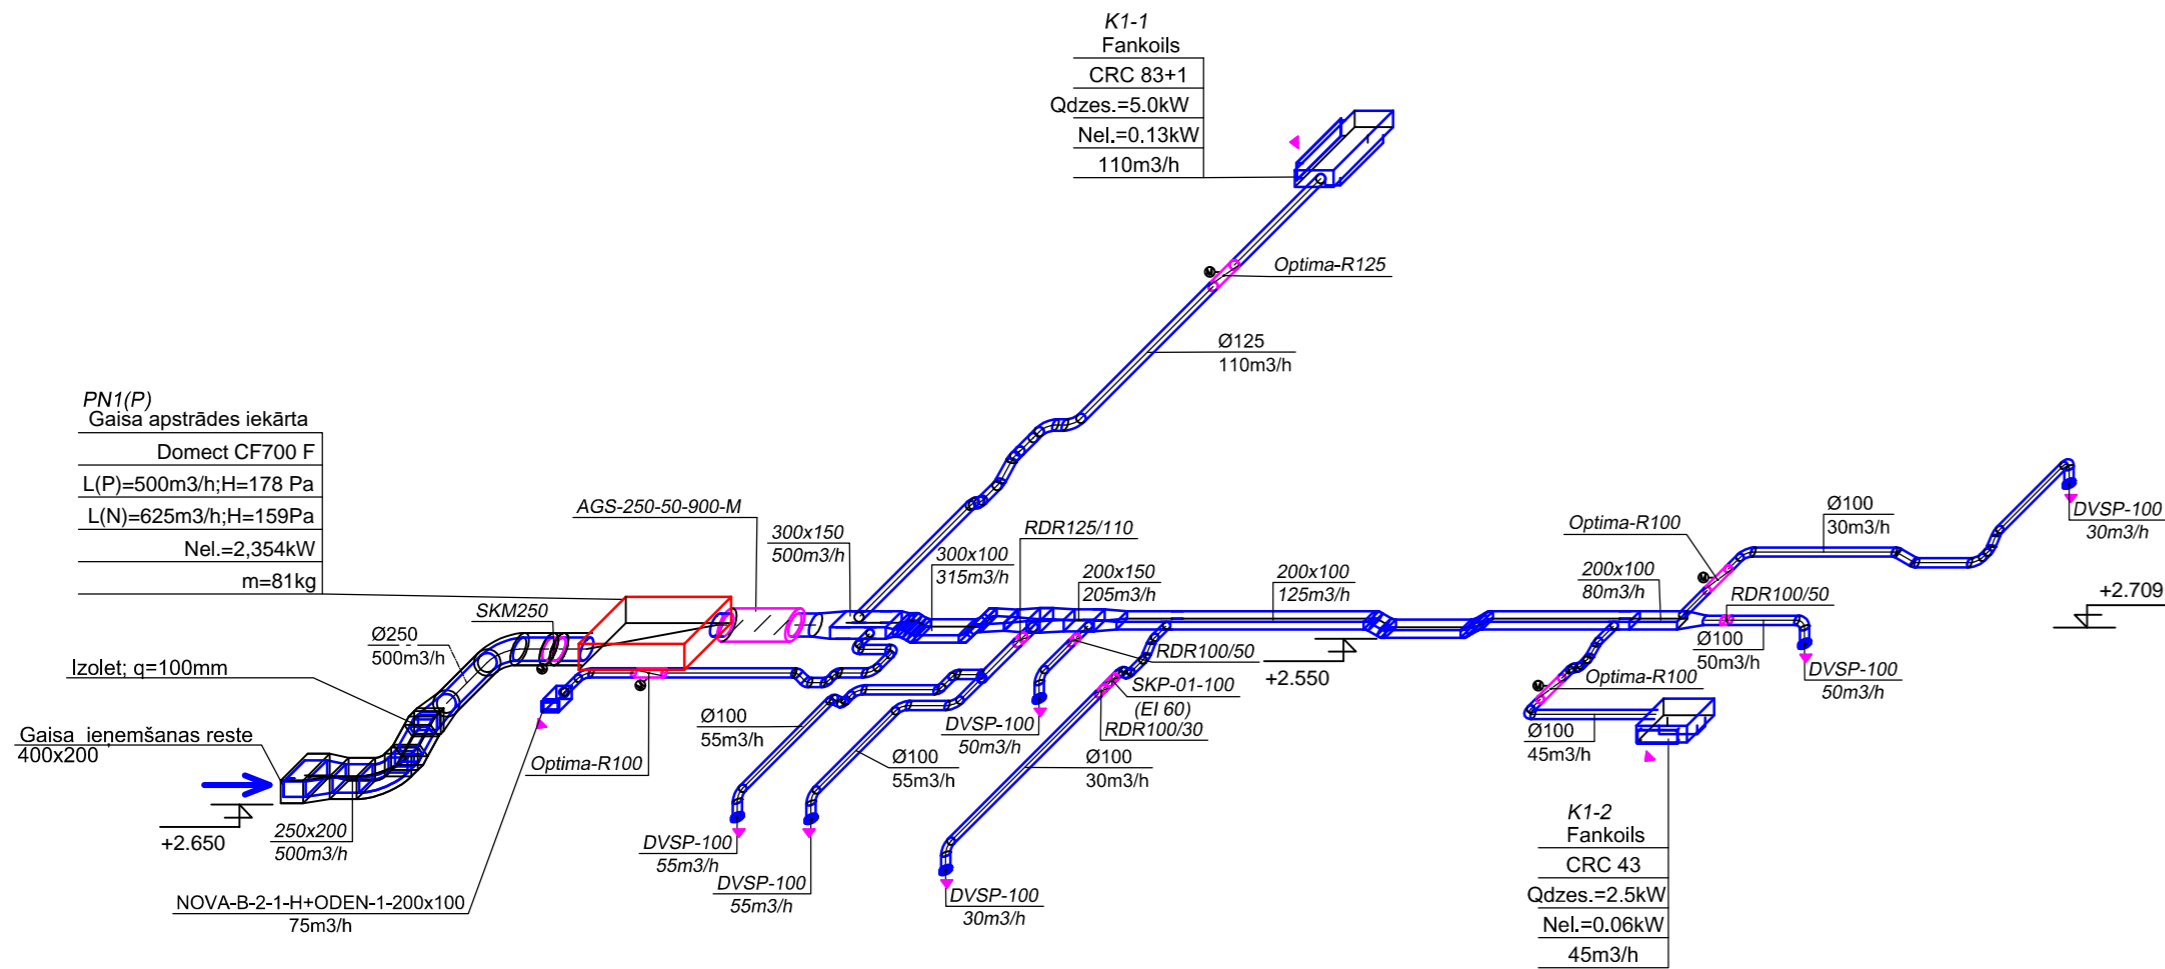 K1-1
Fankoils
CRC 83+1
Qdzes.=5.0kW
Nel.=0.13kW
110m3/h
Optima-R125
Ø125
110m3/h
PN1(P)
Gaisa apstrādes iekārta
Domect CF700 F
L(P)=500m3/h;H=178 Pa
L(N)=625m3/h;H=159Pa
Nel.=2,354kW
m=81kg
AGS-250-50-900-M
300x150
500m3/h
300x100
315m3/h
RDR125/110
200x150
205m3/h
200x100
125m3/h
Optima-R100
200x100
80m3/h
Ø100
30m3/h
DVSP-100
30m3/h
+2.709
RDR100/50
Ø100
50m3/h
DVSP-100
50m3/h
SKM250
Ø250
500m3/h
Izolēt; q=100mm
Gaisa ieņemšanas reste
400x200
+2.650
250x200
500m3/h
NOVA-B-2-1-H+ODEN-1-200x100
75m3/h
Optima-R100
Ø100
55m3/h
DVSP-100
55m3/h
Ø100
55m3/h
DVSP-100
55m3/h
DVSP-100
50m3/h
RDR100/50
+2.550
SKP-01-100
(EI 60)
RDR100/30
Ø100
30m3/h
DVSP-100
30m3/h
Optima-R100
Ø100
45m3/h
K1-2
Fankoils
CRC 43
Qdzes.=2.5kW
Nel.=0.06kW
45m3/h